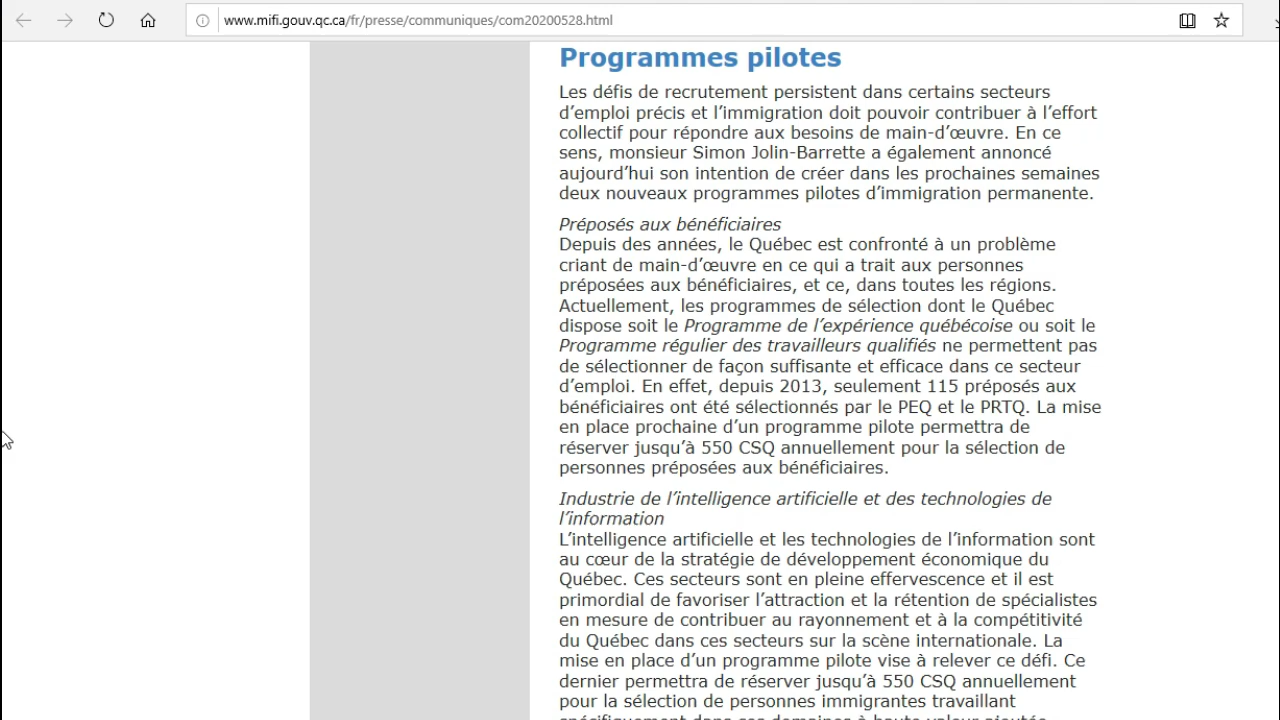 www.mifi.gouv.qc.ca/fr/presse/communiques/com20200528.html
Programmes pilotes
Les défis de recrutement persistent dans certains secteurs
d’emploi précis et l’immigration doit pouvoir contribuer à l’effort
collectif pour répondre aux besoins de main-d’œuvre. En ce
sens, monsieur Simon Jolin-Barrette a également annoncé
aujourd’hui son intention de créer dans les prochaines semaines
deux nouveaux programmes pilotes d’immigration permanente.
Préposés aux bénéficiaires
Depuis des années, le Québec est confronté à un problème
criant de main-d’œuvre en ce qui a trait aux personnes
préposées aux bénéficiaires, et ce, dans toutes les régions.
Actuellement, les programmes de sélection dont le Québec
dispose soit le Programme de l’expérience québécoise ou soit le
Programme régulier des travailleurs qualifiés ne permettent pas
de sélectionner de façon suffisante et efficace dans ce secteur
d’emploi. En effet, depuis 2013, seulement 115 préposés aux
bénéficiaires ont été sélectionnés par le PEQ et le PRTQ. La mise
en place prochaine d’un programme pilote permettra de
réserver jusqu’à 550 CSQ annuellement pour la sélection de
personnes préposées aux bénéficiaires.
Industrie de l’intelligence artificielle et des technologies de
l’information
L’intelligence artificielle et les technologies de l’information sont
au cœur de la stratégie de développement économique du
Québec. Ces secteurs sont en pleine effervescence et il est
primordial de favoriser l’attraction et la rétention de spécialistes
en mesure de contribuer au rayonnement et à la compétitivité
du Québec dans ces secteurs sur la scène internationale. La
mise en place d’un programme pilote vise à relever ce défi. Ce
dernier permettra de réserver jusqu’à 550 CSQ annuellement
pour la sélection de personnes immigrantes travaillant
spécifiquement dans ces domaines à haute valeur ajoutée